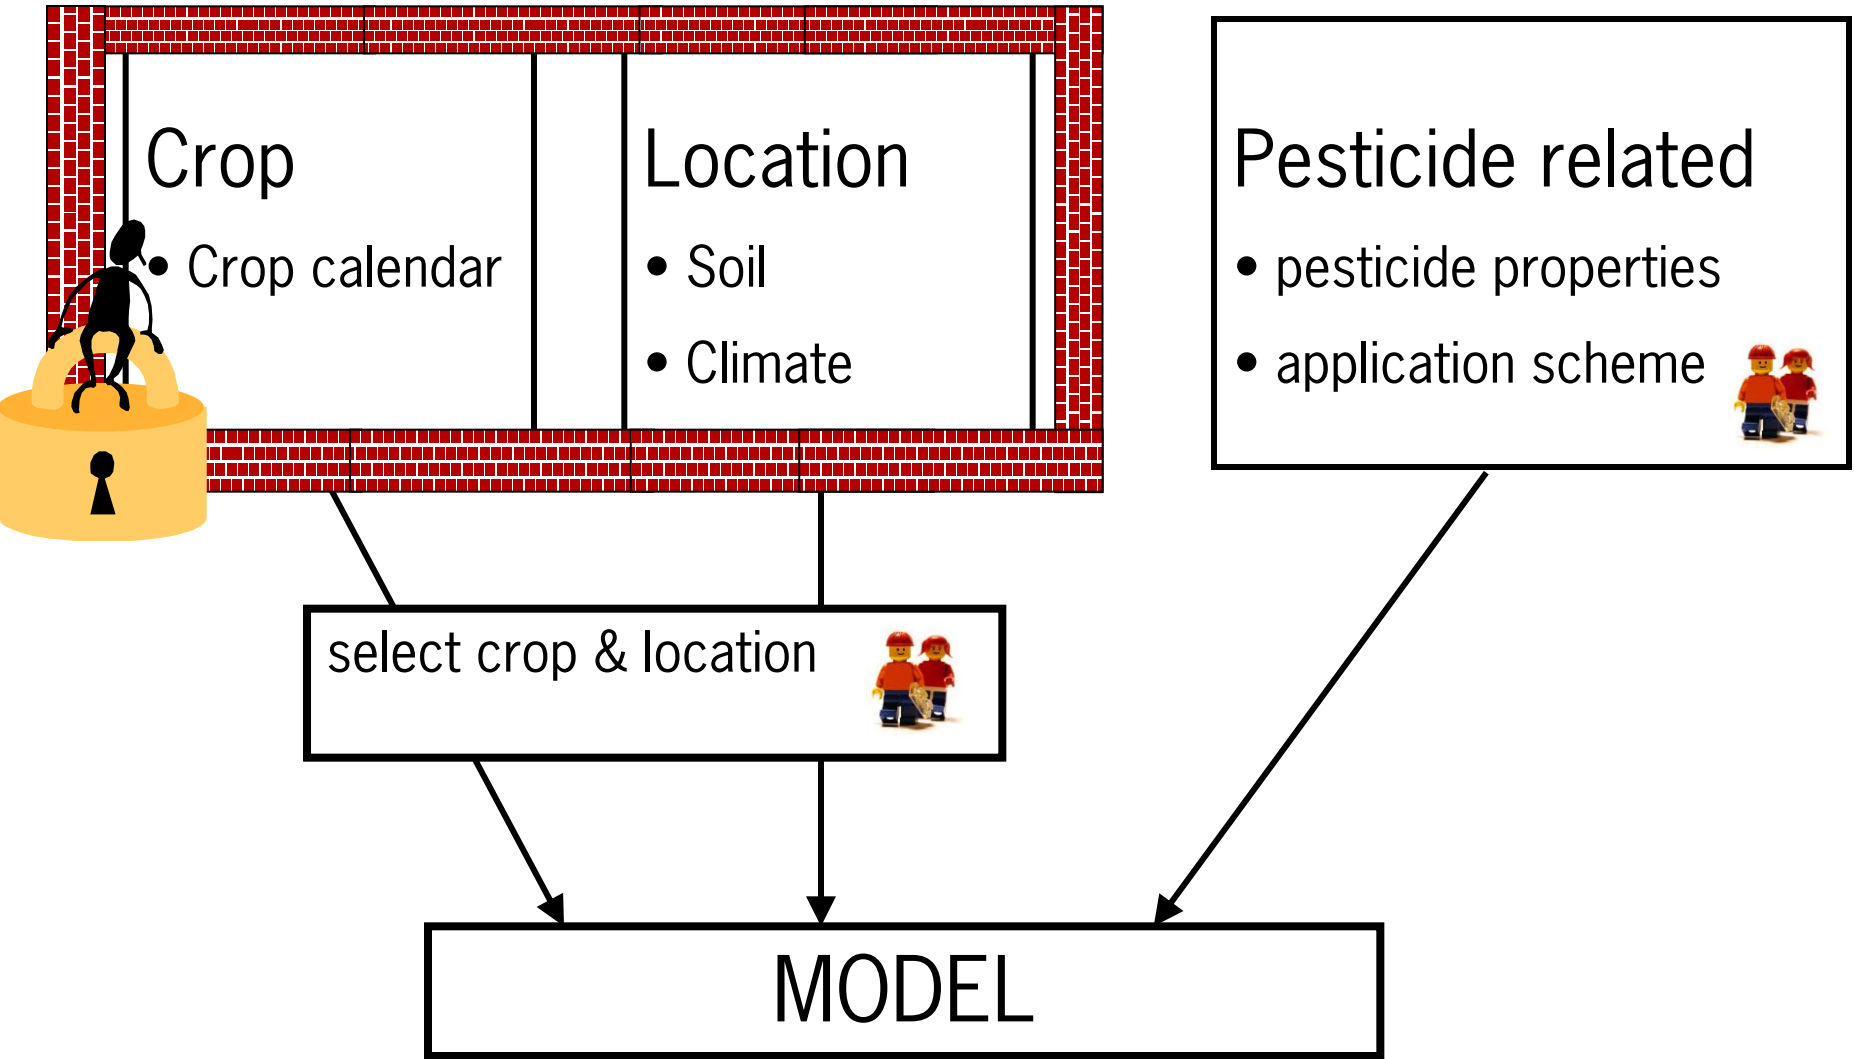 Crop
• Crop calendar
Location
• Soil
• Climate
Pesticide related
• pesticide properties
• application scheme
select crop & location
MODEL